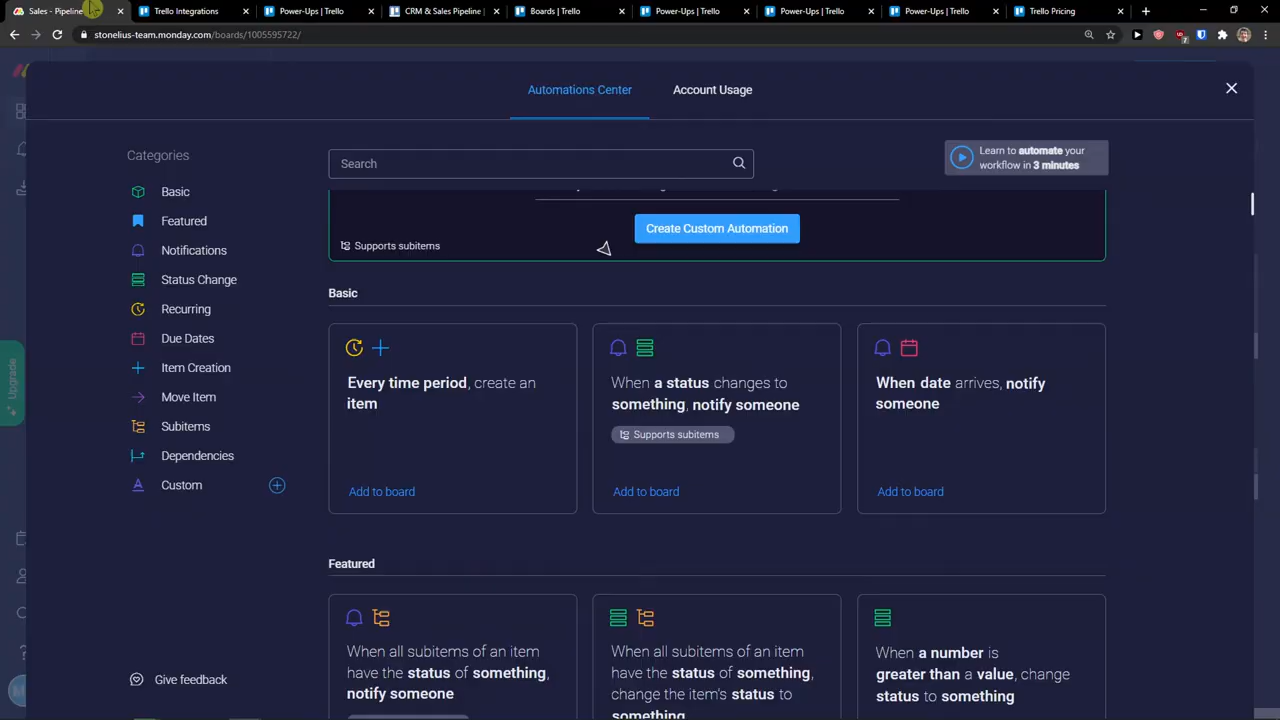 Sales - Pipeline
Trello Integrations
Power-Ups | Trello
CRM & Sales Pipeline |
Boards | Trello
Power-Ups | Trello
Power-Ups | Trello
Power-Ups | Trello
Trello Pricing
stonelius-team.monday.com/boards/1005595722/
Automations Center
Account Usage
Categories
Search
Learn to automate your
workflow in 3 minutes
Basic
Featured
Notifications
Status Change
Recurring
Due Dates
Item Creation
Move Item
Subitems
Dependencies
Custom
Give feedback
Upgrade
Create Custom Automation
Supports subitems
Basic
Every time period, create an
item
Add to board
When a status changes to
something, notify someone
Supports subitems
Add to board
When date arrives, notify
someone
Add to board
Featured
When all subitems of an item
have the status of something,
notify someone
When all subitems of an item
have the status of something,
change the item's status to
something
When a number is
greater than a value, change
status to something